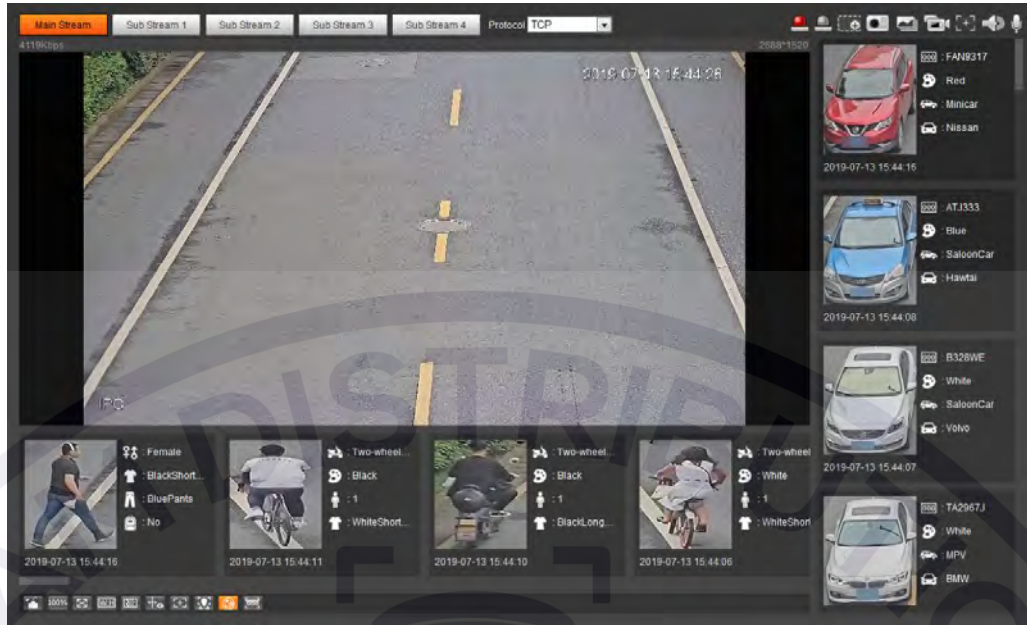 Main Stream
Sub Stream 1
Sub Stream 2
Sub Stream 3
Sub Stream 4
Protocol TCP
4119Kbps
2688*1520
2019-07-13 15:44:26
IPC
: FAN9317
: Red
: Minicar
: Nissan
2019-07-13 15:44:16
: ATJ333
: Blue
: SaloonCar
: Hawtai
2019-07-13 15:44:08
: B328WE
: White
: SaloonCar
: Volvo
2019-07-13 15:44:07
: TA2967J
: White
: MPV
: BMW
: Female
: BlackShort...
: BluePants
: No
2019-07-13 15:44:16
: Two-wheel...
: Black
: 1
: WhiteShort...
2019-07-13 15:44:11
: Two-wheel...
: Black
: 1
: BlackLong...
2019-07-13 15:44:10
: Two-wheel
: White
: 1
: WhiteShort
2019-07-13 15:44:06
100%
DISTRIBU